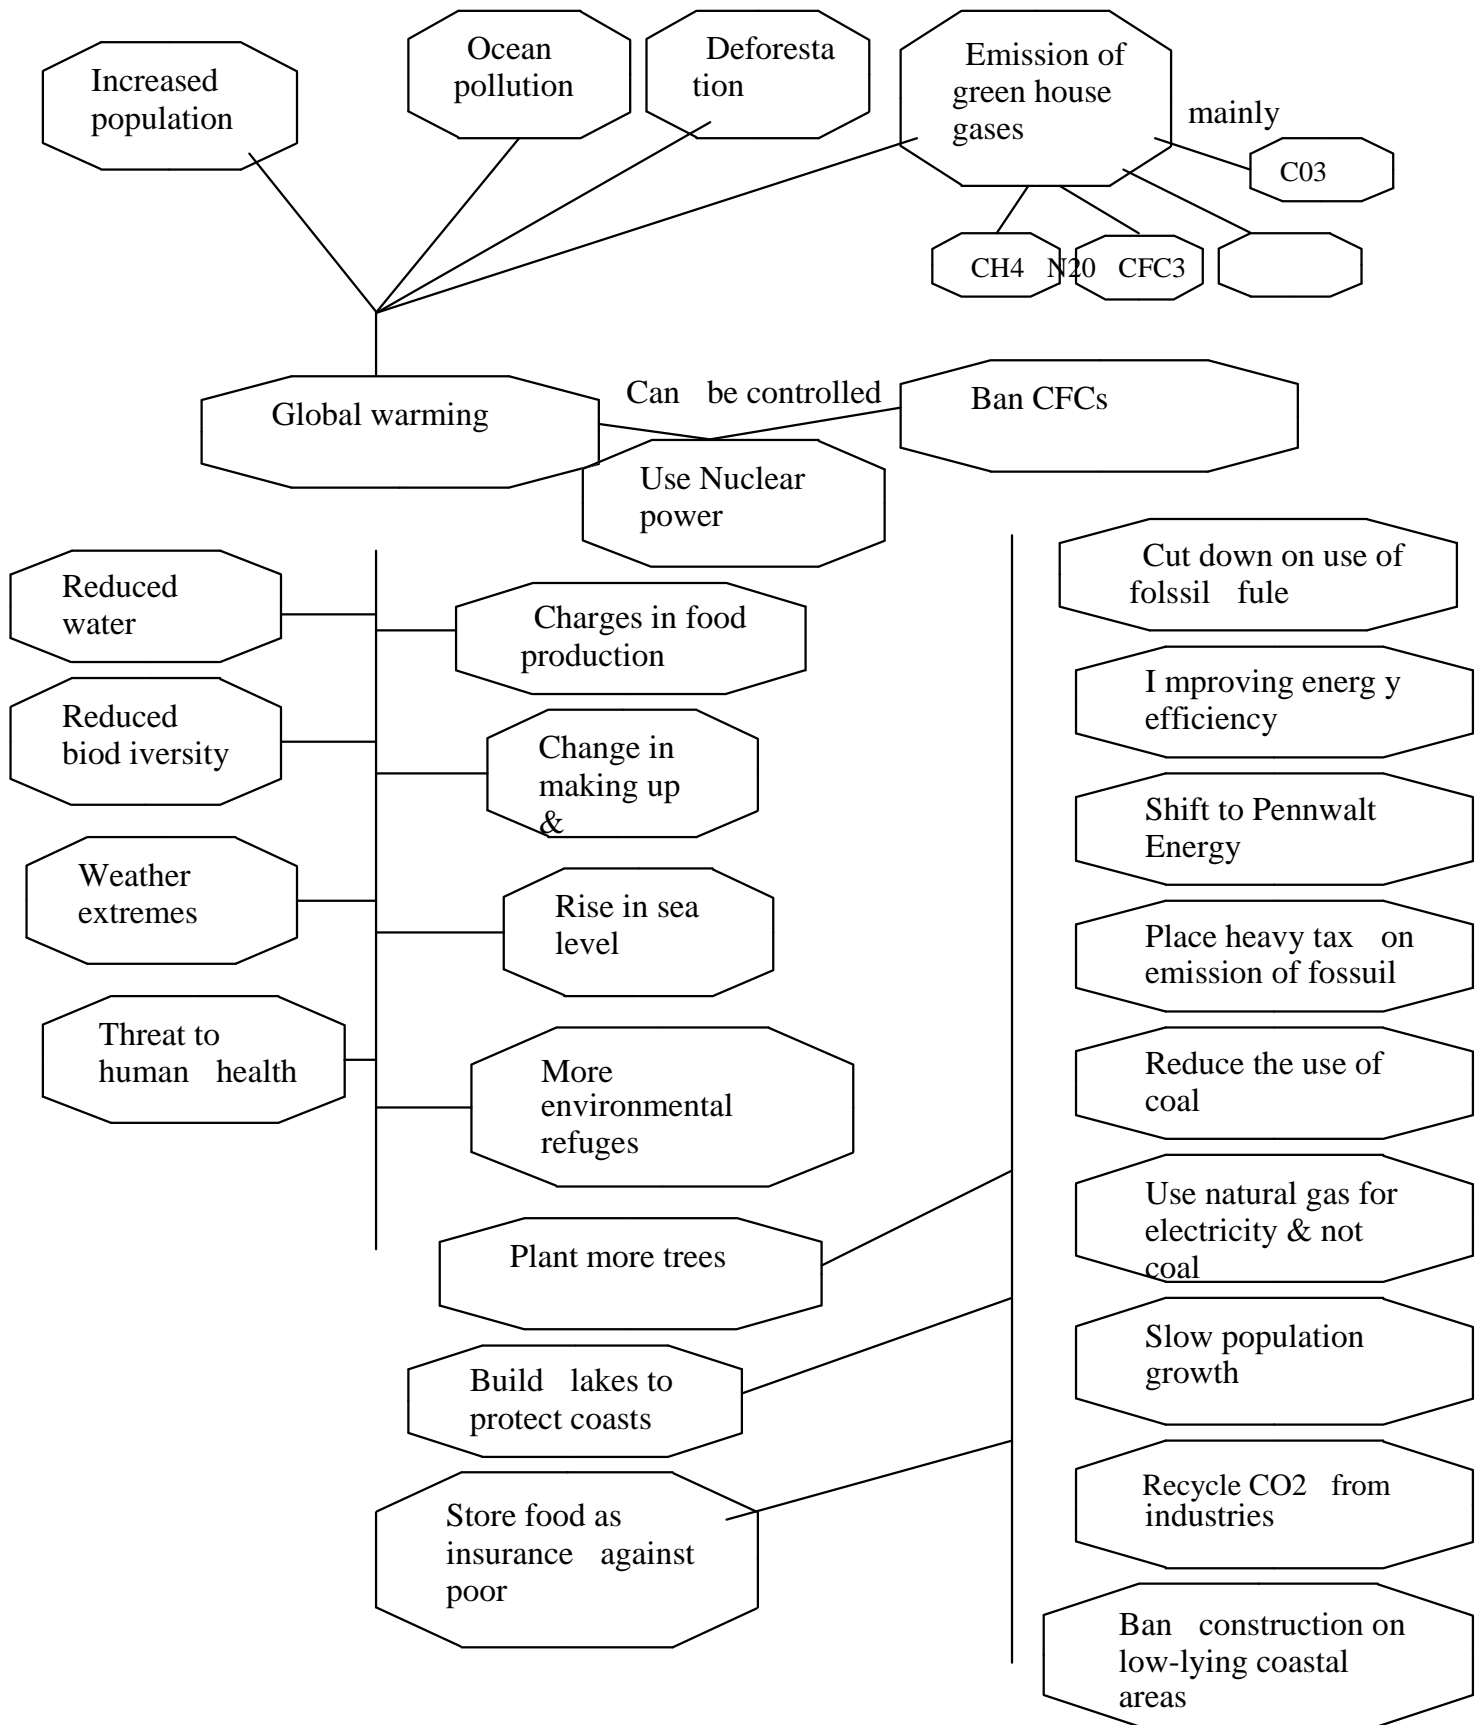 Increased
population
Ocean
pollution
Deforesta
tion
Emission of
green house
gases
mainly
C03
CH4 N20 CFC3
Global warming
Can be controlled
Ban CFCs
Use Nuclear
power
Reduced
water
Charges in food
production
Reduced
biod iversity
Change in
making up
&
Weather
extremes
Rise in sea
level
Threat to
human health
More
environmental
refuges
Plant more trees
Build lakes to
protect coasts
Store food as
insurance against
poor
Cut down on use of
folssil fule
I mproving energ y
efficiency
Shift to Pennwalt
Energy
Place heavy tax on
emission of fossuil
Reduce the use of
coal
Use natural gas for
electricity & not
coal
Slow population
growth
Recycle CO2 from
industries
Ban construction on
low-lying coastal
areas